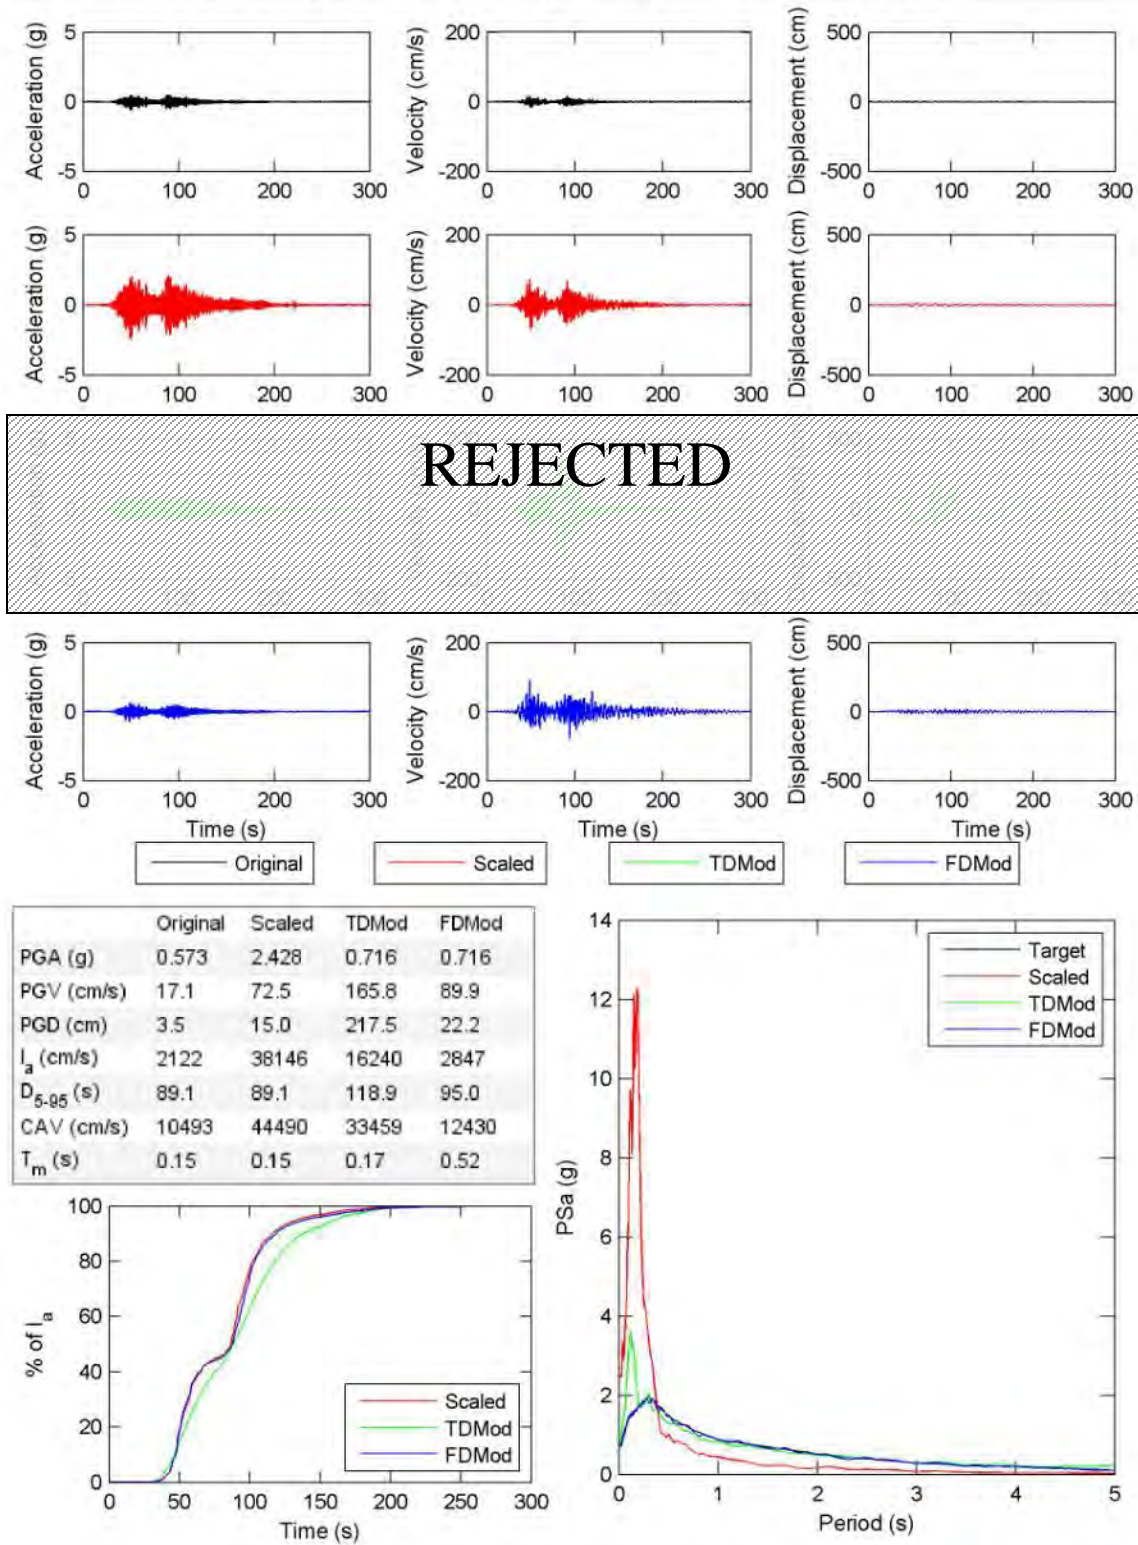 Acceleration (g) 5 0 -5 0 100 200 300
Velocity (cm/s) 200 0 -200 0 100 200 300
Displacement (cm) 500 0 -500 0 100 200 300
Acceleration (g) 5 0 -5 0 100 200 300
Velocity (cm/s) 200 0 -200 0 100 200 300
Displacement (cm) 500 0 -500 0 100 200 300
REJECTED
Acceleration (g) 5 0 -5 0 100 200 300
Time (s)
Velocity (cm/s) 200 0 -200 0 100 200 300
Time (s)
Displacement (cm) 500 0 -500 0 100 200 300
Time (s)
Original Scaled TDMod FDMod
Original Scaled TDMod FDMod
PGA (g) 0.573 2.428 0.716 0.716
PGV (cm/s) 17.1 72.5 165.8 89.9
PGD (cm) 3.5 15.0 217.5 22.2
Ia (cm/s) 2122 38146 16240 2847
D5-95 (s) 89.1 89.1 118.9 95.0
CAV (cm/s) 10493 44490 33459 12430
Tm (s) 0.15 0.15 0.17 0.52
% of Ia
100
80
60
40
20
0
0 50 100 150 200 250 300
Time (s)
Scaled
TDMod
FDMod
PSa (g)
14
12
10
8
6
4
2
0
0 1 2 3 4 5
Period (s)
Target
Scaled
TDMod
FDMod